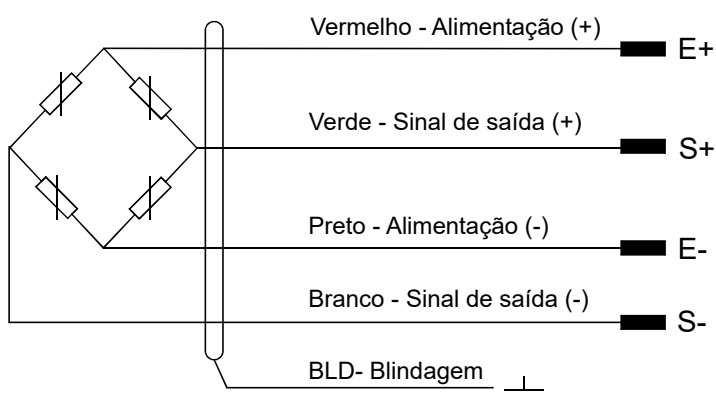 Vermelho - Alimentação (+)
E+
Verde - Sinal de saída (+)
S+
Preto - Alimentação (-)
E-
Branco - Sinal de saída (-)
S-
BLD- Blindagem